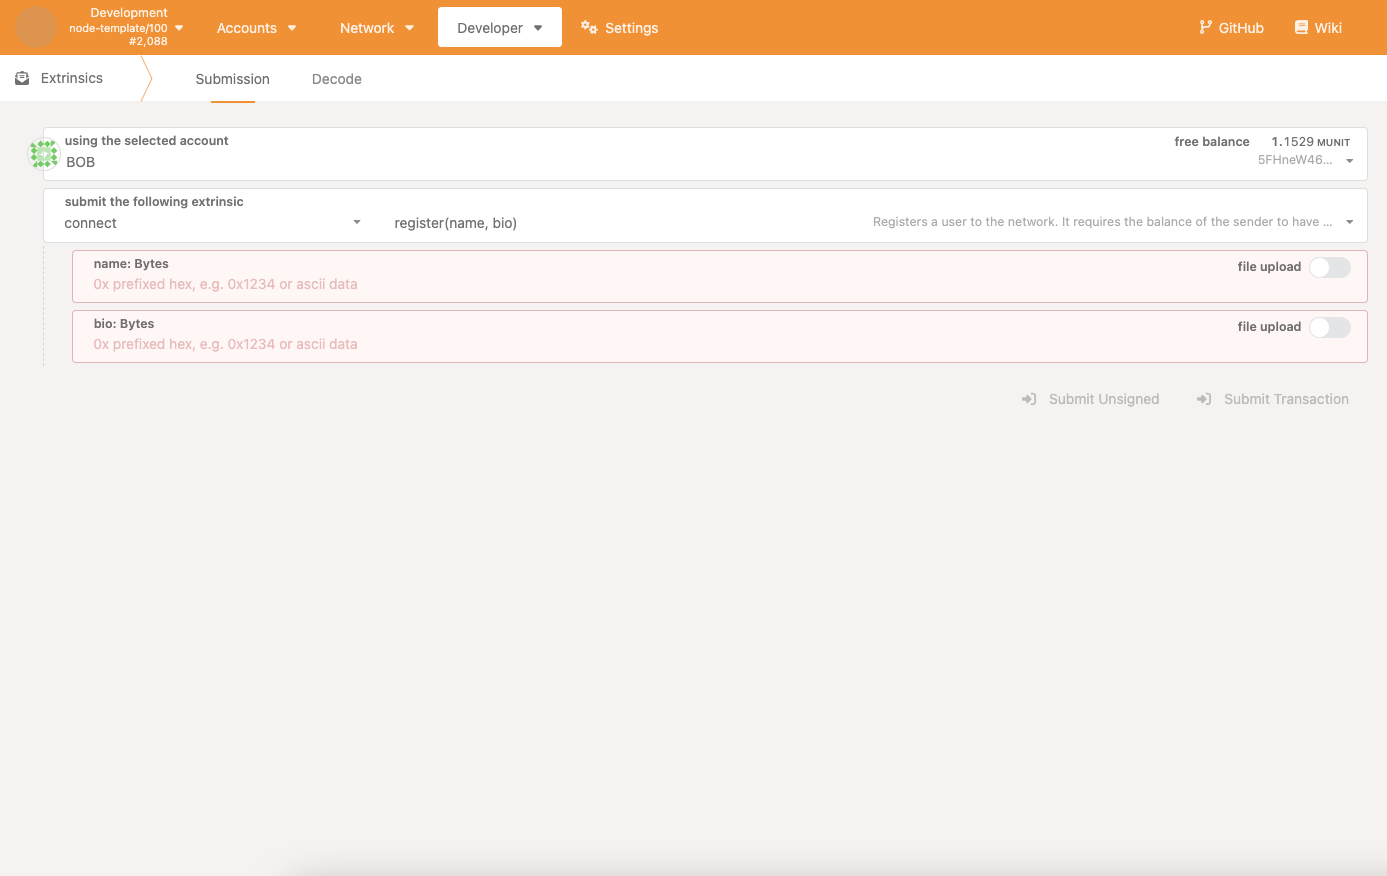 Development
node-template/100
#2,088
Accounts
Network
Developer
Settings
GitHub
Wiki
Extrinsics
Submission
Decode
using the selected account
BOB
free balance 1.1529 MUNIT
5FHneW46...
submit the following extrinsic
connect
register(name, bio)
Registers a user to the network. It requires the balance of the sender to have ...
name: Bytes
0x prefixed hex, e.g. 0x1234 or ascii data
file upload
bio: Bytes
0x prefixed hex, e.g. 0x1234 or ascii data
file upload
Submit Unsigned
Submit Transaction